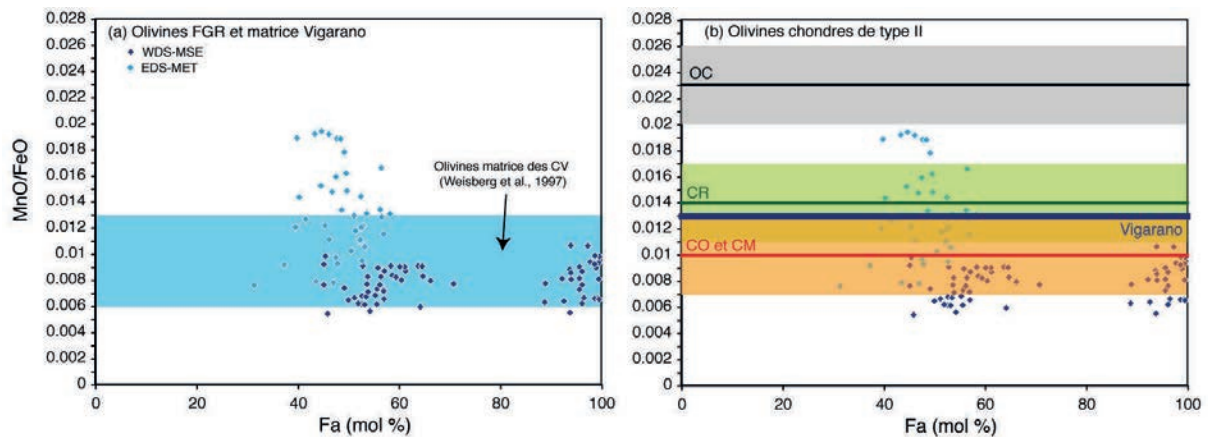 (a) Olivines FGR et matrice Vigarano
WDS-MSE
EDS-MET
Olivines matrice des CV
(Weisberg et al., 1997)
MnO/FeO
0.028
0.026
0.024
0.022
0.02
0.018
0.016
0.014
0.012
0.01
0.008
0.006
0.004
0.002
0
0 20 40 60 80 100
Fa (mol %)
(b) Olivines chondres de type II
OC
CR
Vigarano
CO et CM
0.028
0.026
0.024
0.022
0.02
0.018
0.016
0.014
0.012
0.01
0.008
0.006
0.004
0.002
0
0 20 40 60 80 100
Fa (mol %)